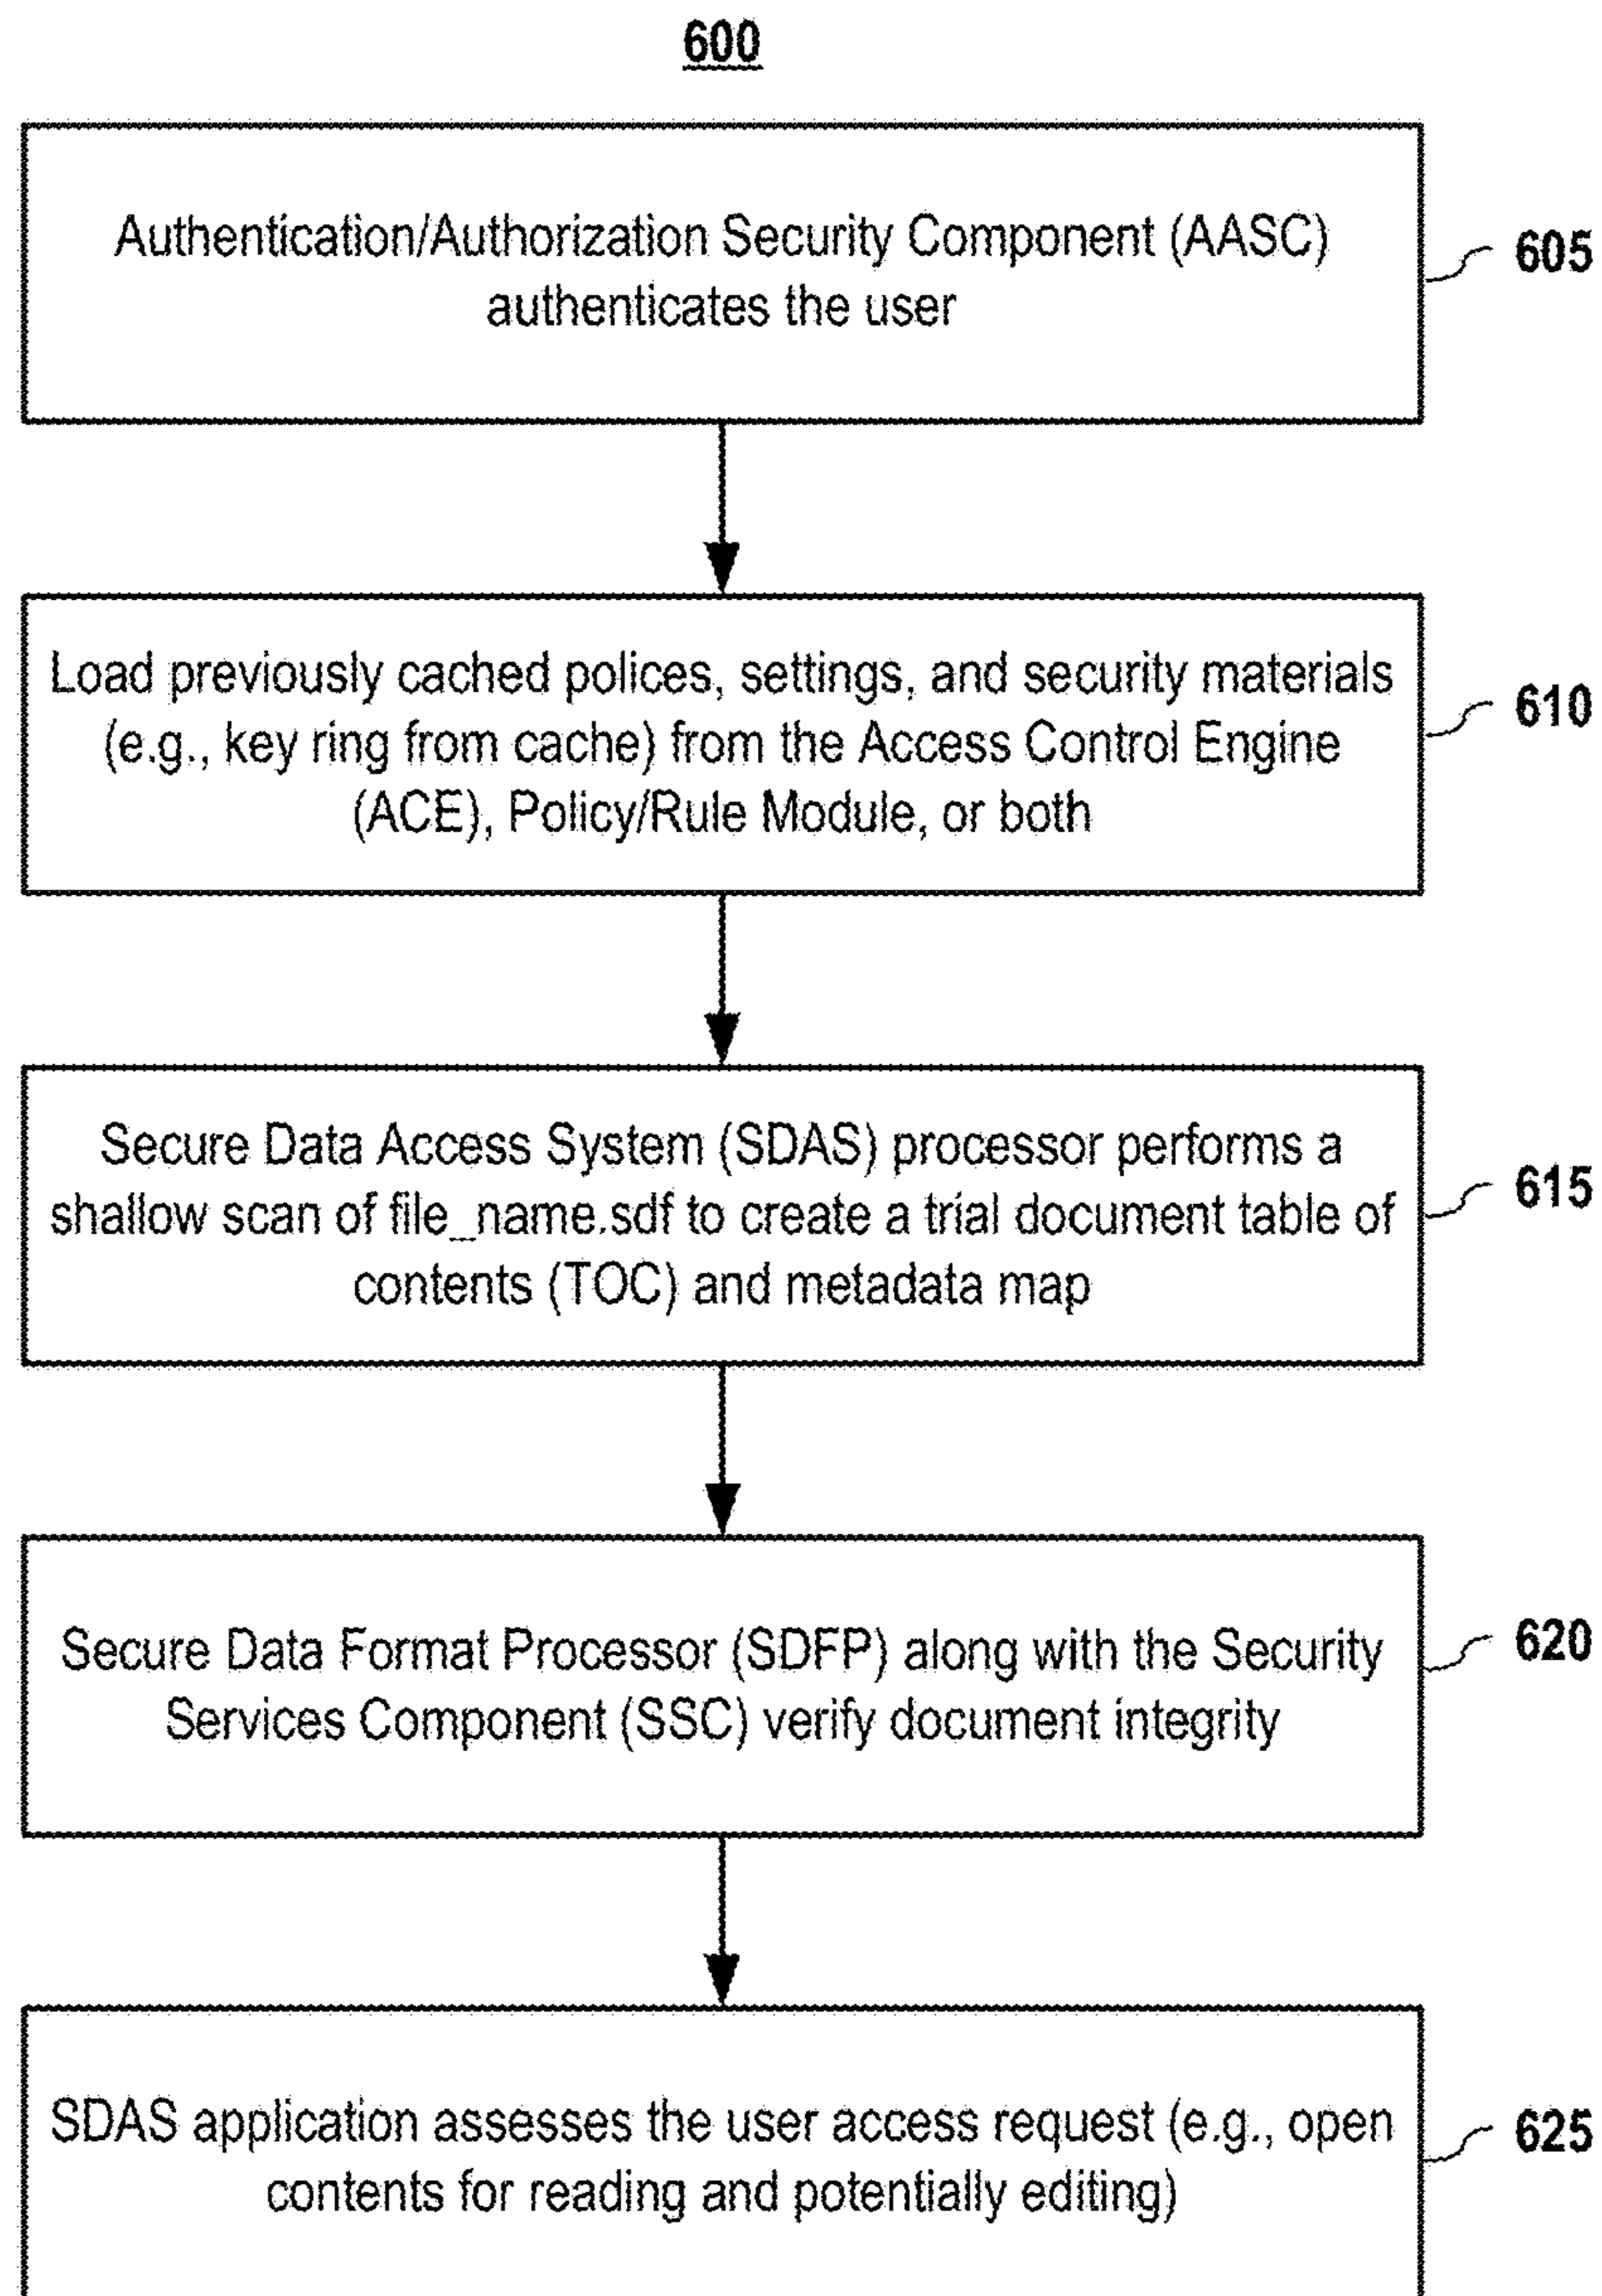 600
Authentication/Authorization Security Component (AASC)
authenticates the user
605
Load previously cached polices, settings, and security materials
(e.g., key ring from cache) from the Access Control Engine
(ACE), Policy/Rule Module, or both
610
Secure Data Access System (SDAS) processor performs a
shallow scan of file_name.sdf to create a trial document table of
contents (TOC) and metadata map
615
Secure Data Format Processor (SDFP) along with the Security
Services Component (SSC) verify document integrity
620
SDAS application assesses the user access request (e.g., open
contents for reading and potentially editing)
625